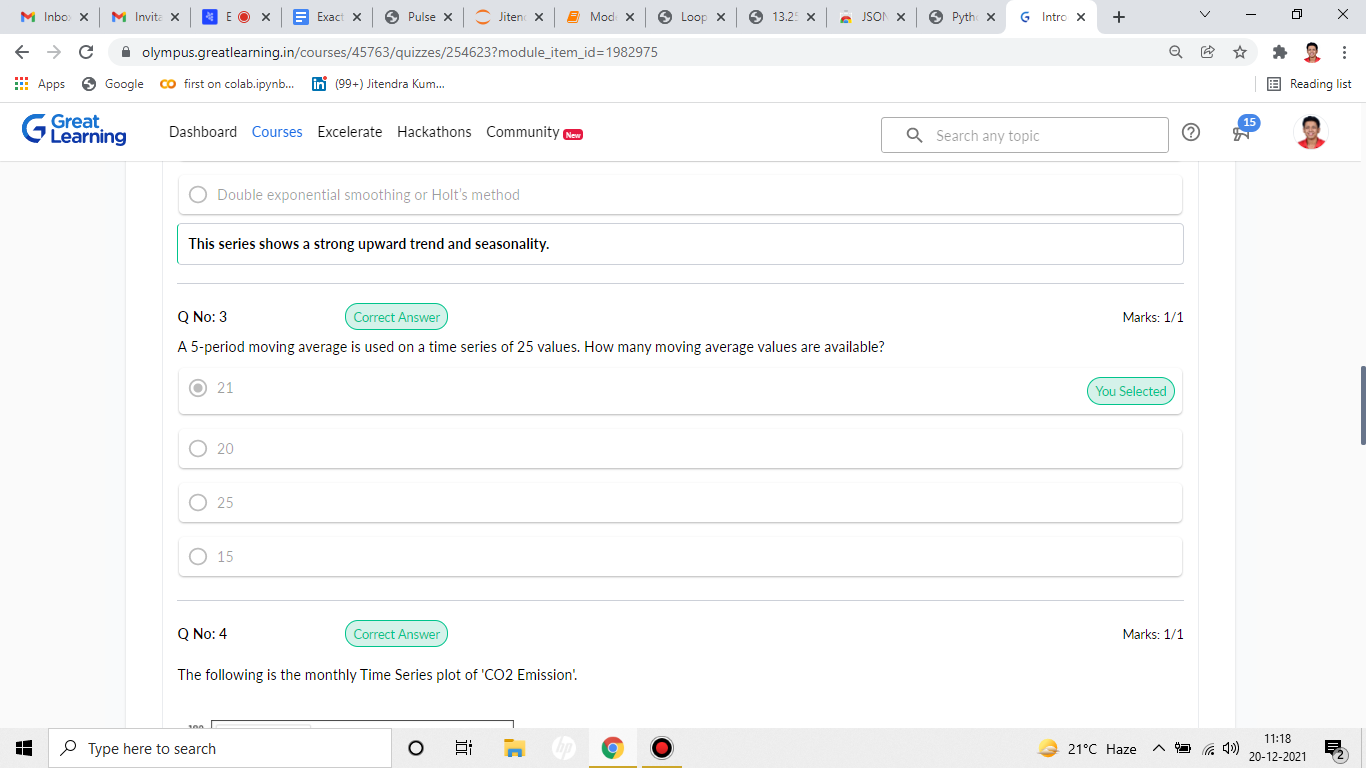 Inbo
Invita
E
Exact
Pulse
Jiten
Mod
Loop
13.25
JSON
Pyth
Intro
olympus.greatlearning.in/courses/45763/quizzes/254623?module_item_id=1982975
Apps
Google
first on colab.ipynb...
(99+) Jitendra Kum...
Reading list
Great
Learning
Dashboard
Courses
Excelerate
Hackathons
Community
New
Search any topic
15
Double exponential smoothing or Holt's method
This series shows a strong upward trend and seasonality.
Q No: 3
Correct Answer
Marks: 1/1
A 5-period moving average is used on a time series of 25 values. How many moving average values are available?
21
You Selected
20
25
15
Q No: 4
Correct Answer
Marks: 1/1
The following is the monthly Time Series plot of 'CO2 Emission'.
Type here to search
hp
21°C Haze
11:18
20-12-2021
2